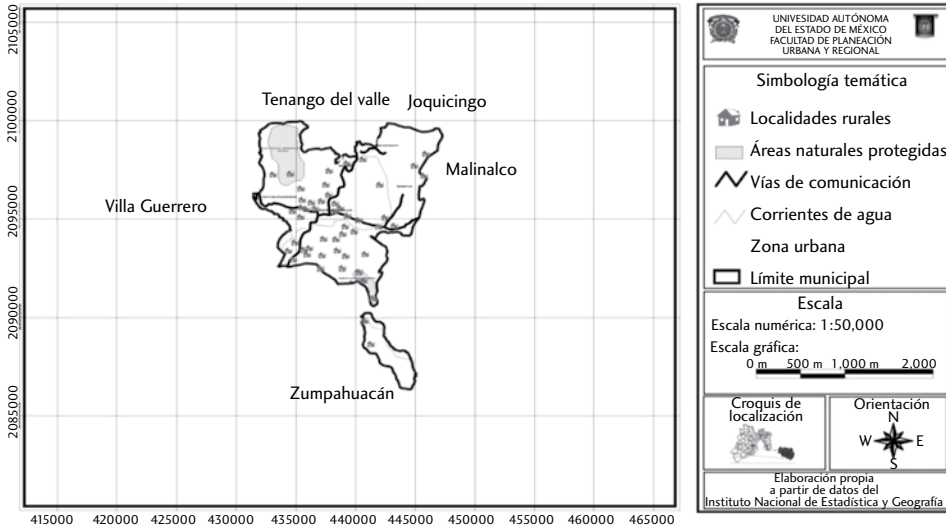 2105000
2100000
2095000
2090000
2085000
Tenango del valle
Joquicingo
Malinalco
Villa Guerrero
Zumpahuacán
415000
420000
425000
430000
435000
440000
445000
450000
455000
460000
465000
UNIVESIDAD AUTÓNOMA
DEL ESTADO DE MÉXICO
FACULTAD DE PLANEACIÓN
URBANA Y REGIONAL
Simbología temática
Localidades rurales
Áreas naturales protegidas
Vías de comunicación
Corrientes de agua
Zona urbana
Límite municipal
Escala
Escala numérica: 1:50,000
Escala gráfica:
0 m 500 m 1,000 m 2,000
Croquis de
localización
Orientación
N
W E
S
Elaboración propia
a partir de datos del
Instituto Nacional de Estadística y Geografía